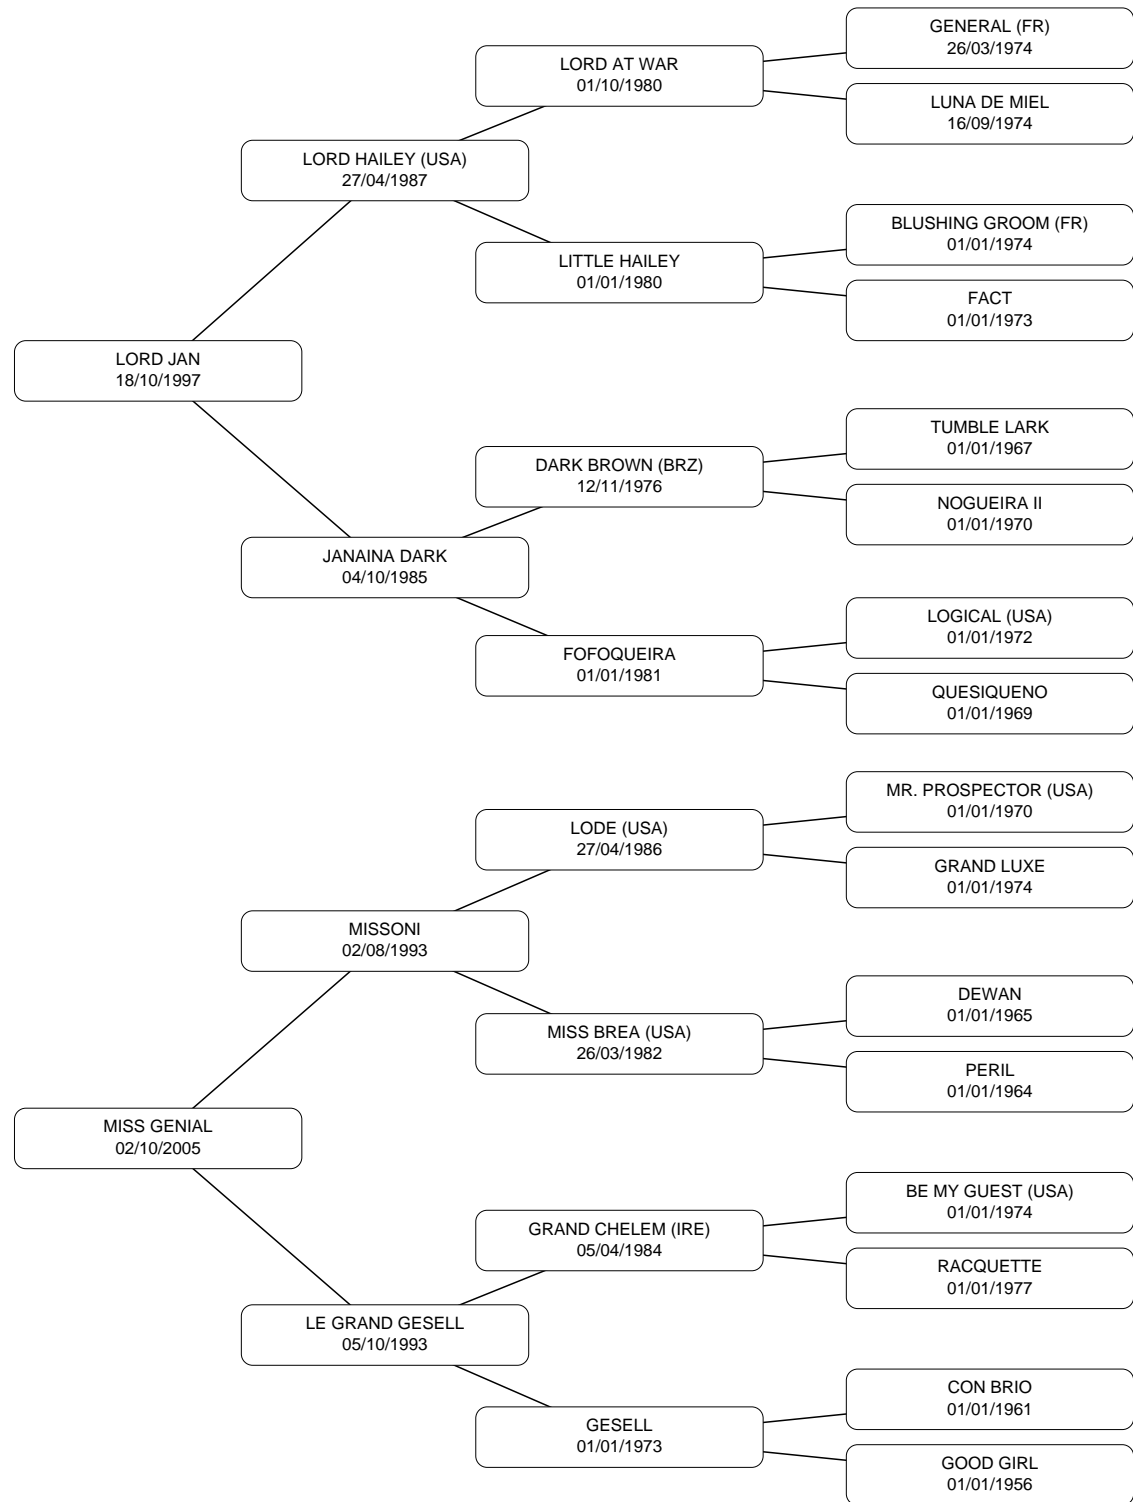 GENERAL (FR)
26/03/1974
LORD AT WAR
01/10/1980
LUNA DE MIEL
16/09/1974
LORD HAILEY (USA)
27/04/1987
BLUSHING GROOM (FR)
01/01/1974
LITTLE HAILEY
01/01/1980
FACT
01/01/1973
LORD JAN
18/10/1997
TUMBLE LARK
01/01/1967
DARK BROWN (BRZ)
12/11/1976
NOGUEIRA II
01/01/1970
JANAINA DARK
04/10/1985
LOGICAL (USA)
01/01/1972
FOFOQUEIRA
01/01/1981
QUESIQUENO
01/01/1969
MR. PROSPECTOR (USA)
01/01/1970
LODE (USA)
27/04/1986
GRAND LUXE
01/01/1974
MISSONI
02/08/1993
DEWAN
01/01/1965
MISS BREA (USA)
26/03/1982
PERIL
01/01/1964
MISS GENIAL
02/10/2005
BE MY GUEST (USA)
01/01/1974
GRAND CHELEM (IRE)
05/04/1984
RACQUETTE
01/01/1977
LE GRAND GESELL
05/10/1993
CON BRIO
01/01/1961
GESELL
01/01/1973
GOOD GIRL
01/01/1956